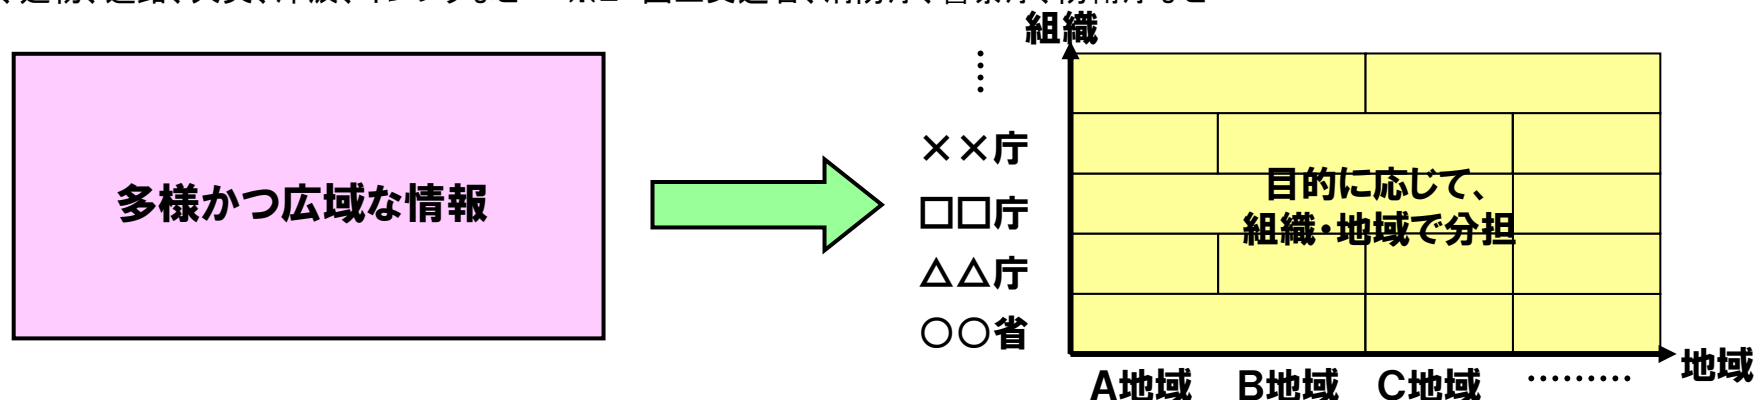 組織
⋮
××庁
□□庁
△△庁
○○省
多様かつ広域な情報
目的に応じて、
組織・地域で分担
A地域 B地域 C地域 ………
地域